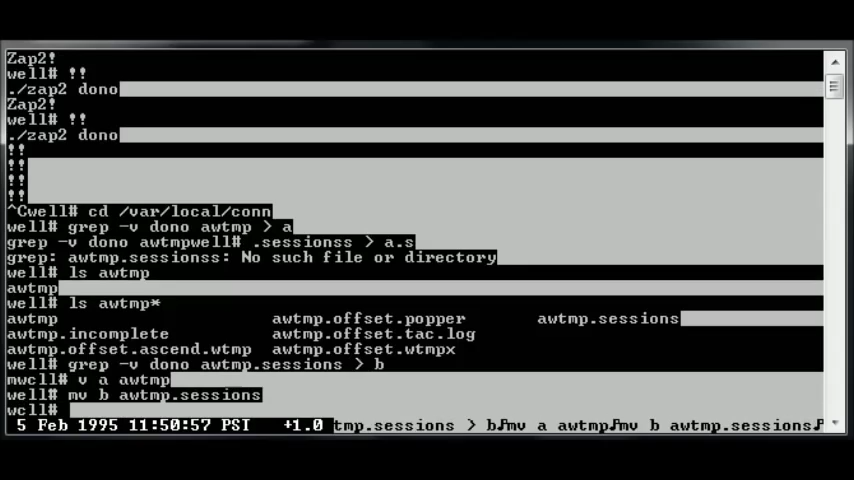 Zap2!
well# !!
./zap2 dono
Zap2!
well# !!
./zap2 dono
!!
!!
!!
!!
^Cwell# cd /var/local/conn
well# grep -v dono awtmp > a
grep -v dono awtmpwell# .sessionss > a.s
grep: awtmp.sessionss: No such file or directory
well# ls awtmp
awtmp
well# ls awtmp*
awtmp awtmp.offset.popper awtmp.sessions
awtmp.incomplete awtmp.offset.tac.log
awtmp.offset.ascend.wtmp awtmp.offset.wtmpx
well# grep -v dono awtmp.sessions > b
mwell# v a awtmp
well# mv b awtmp.sessions
well#
5 Feb 1995 11:50:57 PST +1.0 tmp.sessions > b♪mv a awtmp♪mv b awtmp.sessions♪